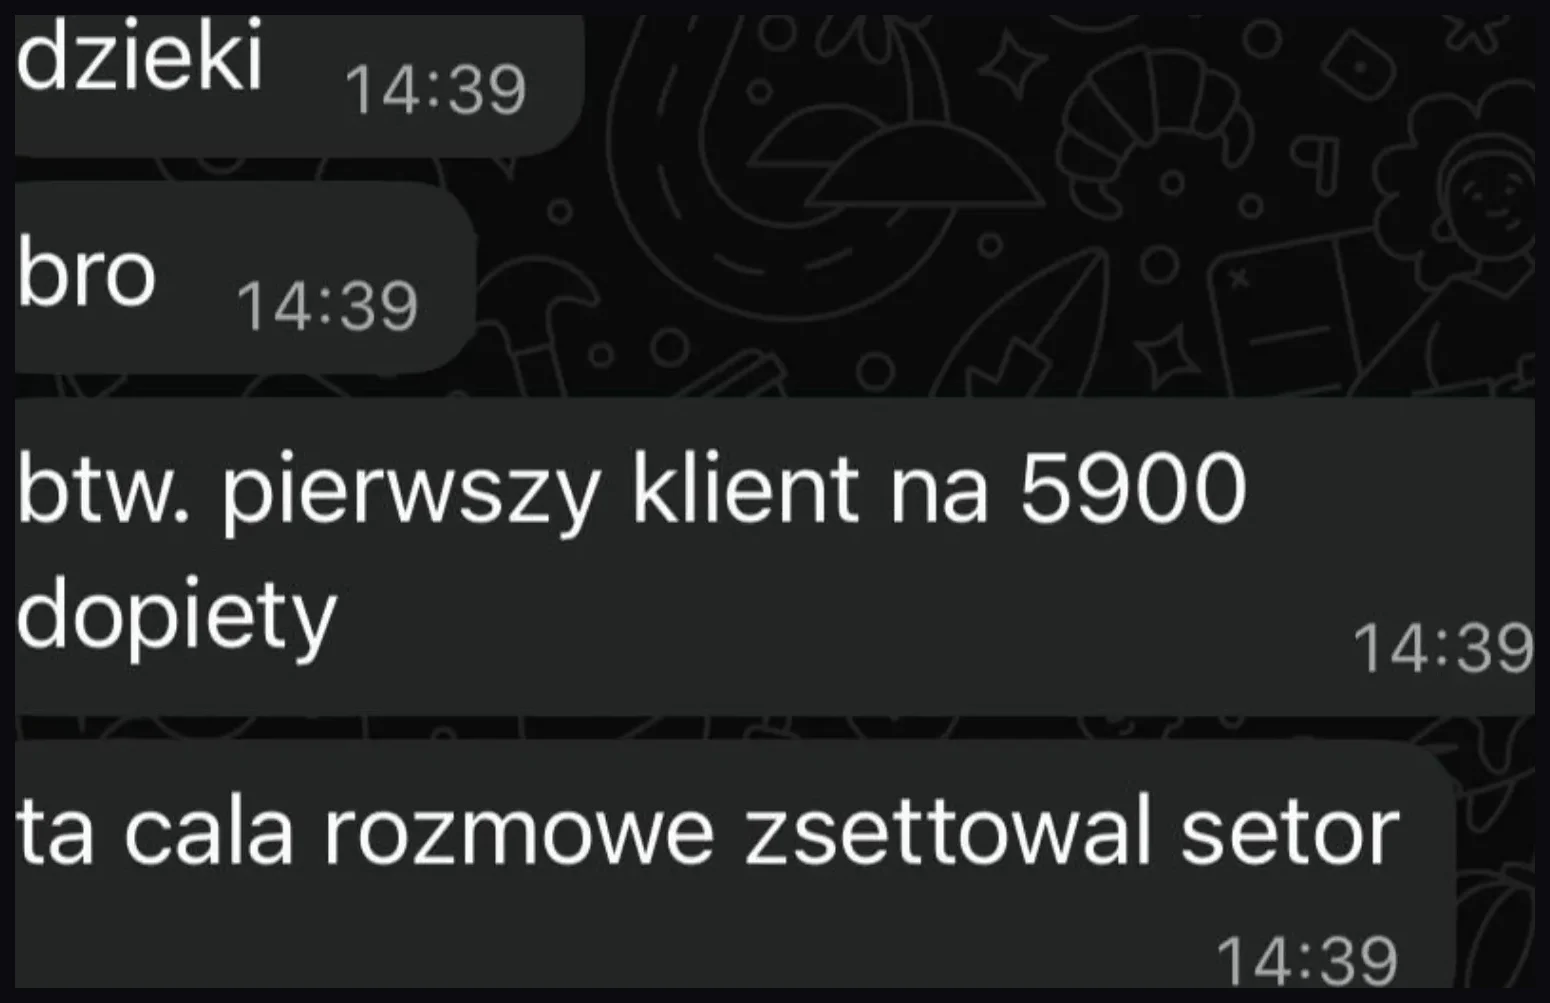 dzieki 14:39
bro 14:39
btw. pierwszy klient na 5900
dopiety 14:39
ta cala rozmowe zsettowal setor
14:39